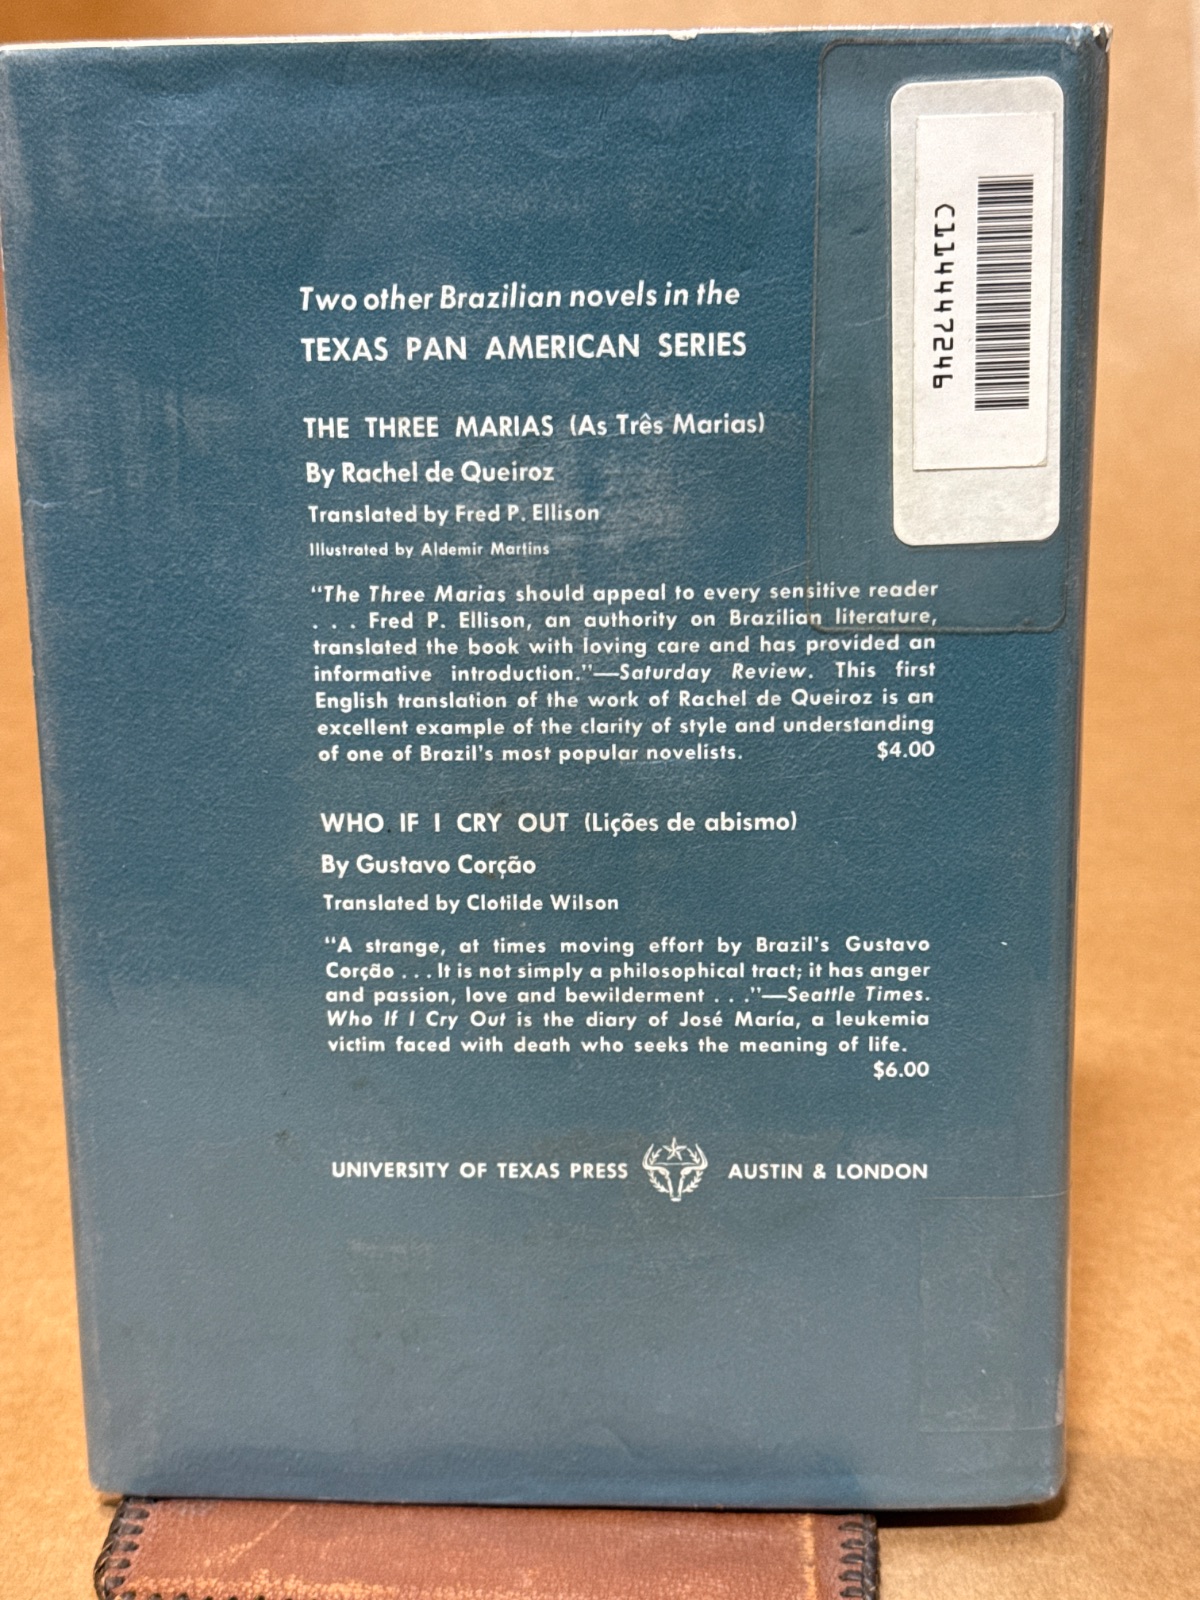 Two other Brazilian novels in the
TEXAS PAN AMERICAN SERIES
THE THREE MARIAS (As Três Marias)
By Rachel de Queiroz
Translated by Fred P. Ellison
Illustrated by Aldemir Martins
"The Three Marias should appeal to every sensitive reader
. . . Fred P. Ellison, an authority on Brazilian literature,
translated the book with loving care and has provided an
informative introduction."—Saturday Review. This first
English translation of the work of Rachel de Queiroz is an
excellent example of the clarity of style and understanding
of one of Brazil's most popular novelists. $4.00
WHO IF I CRY OUT (Lições de abismo)
By Gustavo Corção
Translated by Clotilde Wilson
"A strange, at times moving effort by Brazil's Gustavo
Corção . . . It is not simply a philosophical tract; it has anger
and passion, love and bewilderment . . ."—Seattle Times.
Who If I Cry Out is the diary of José María, a leukemia
victim faced with death who seeks the meaning of life.
$6.00
UNIVERSITY OF TEXAS PRESS AUSTIN & LONDON
C114447246